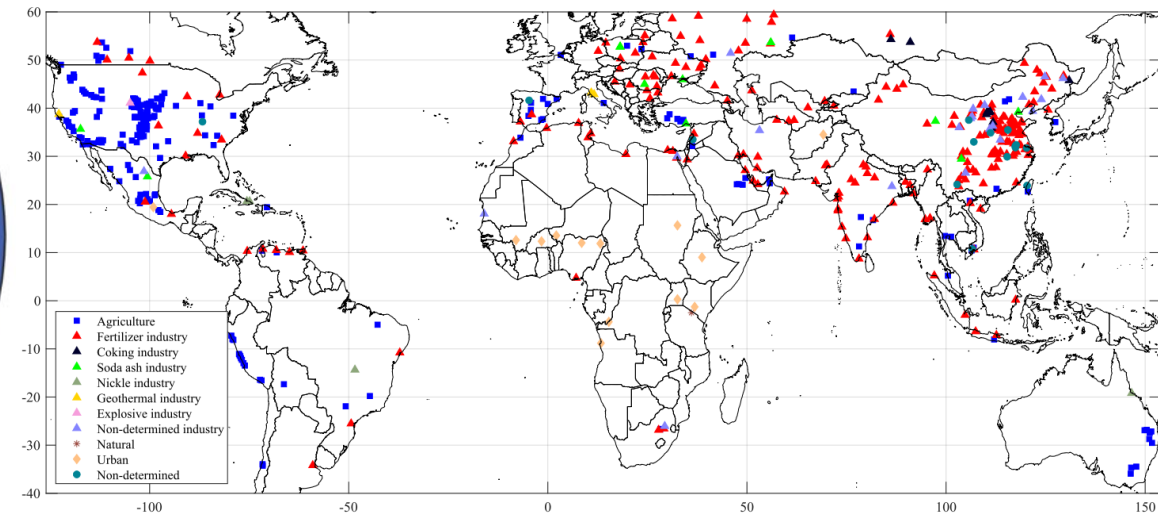 60
50
40
30
20
10
0
-10
-20
-30
-40
Agriculture
Fertilizer industry
Coking industry
Soda ash industry
Nickle industry
Geothermal industry
Explosive industry
Non-determined industry
Natural
Urban
Non-determined
-100
-50
0
50
100
150